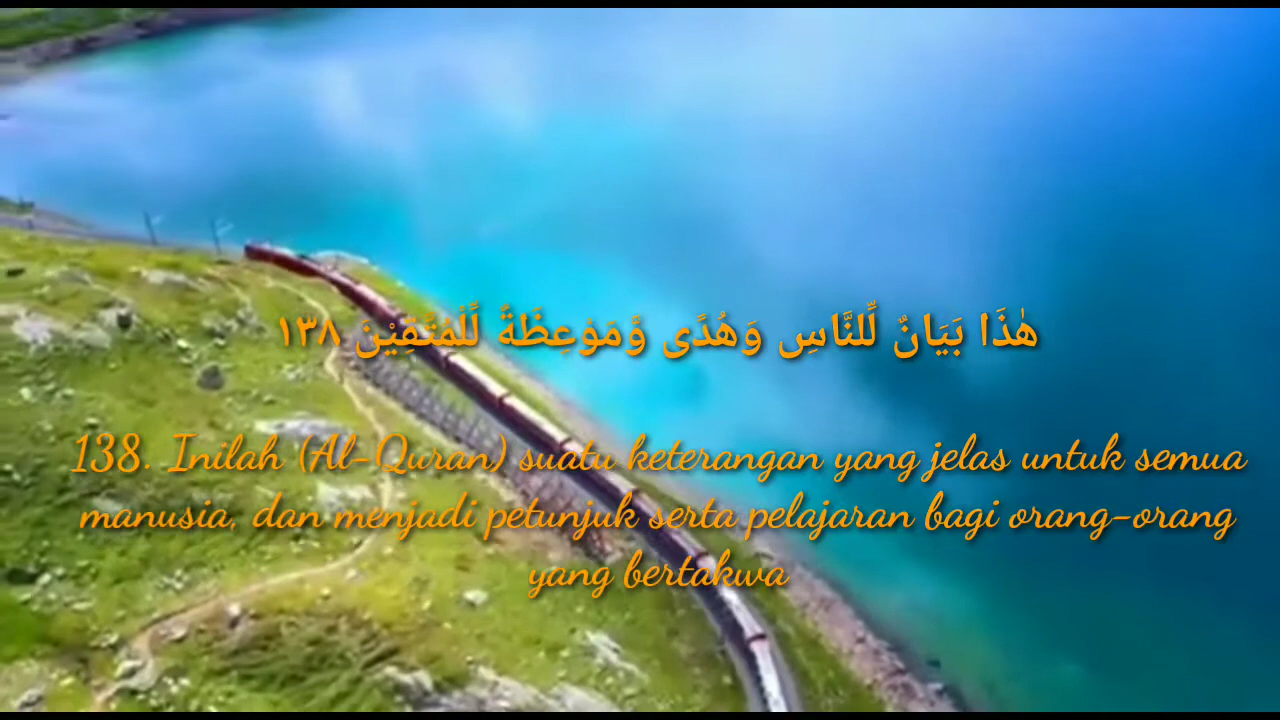 هٰذَا بَيَانٌ لِّلنَّاسِ وَهُدًى وَّمَوْعِظَةٌ لِّلْمُتَّقِيْنَ ١٣٨
138. Inilah (Al-Quran) suatu keterangan yang jelas untuk semua
manusia, dan menjadi petunjuk serta pelajaran bagi orang-orang
yang bertakwa